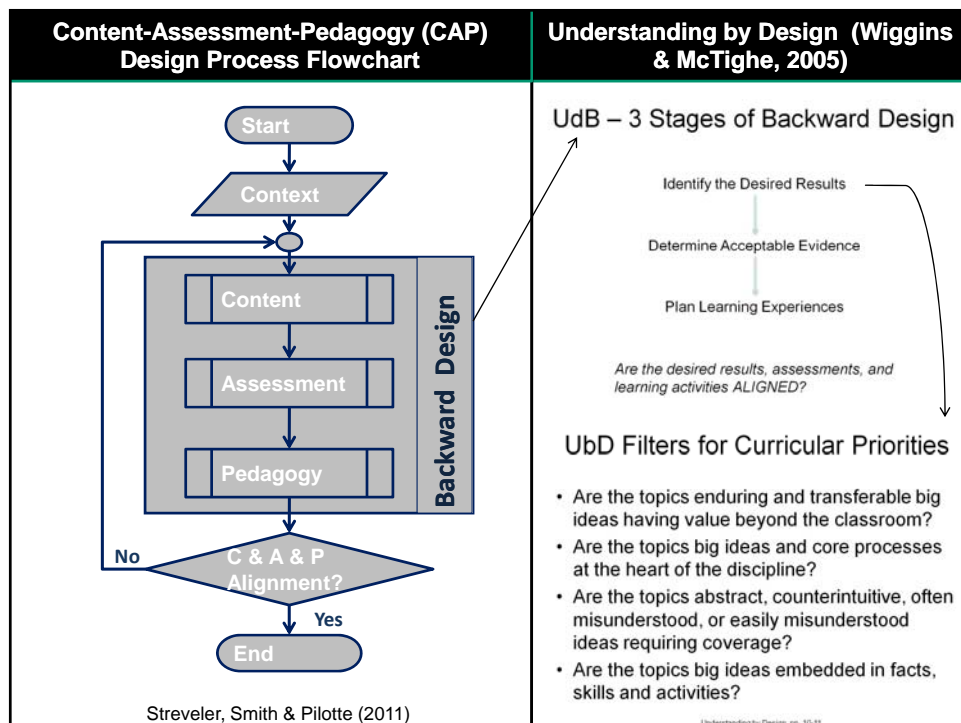 Content-Assessment-Pedagogy (CAP)
Design Process Flowchart
Start
Context
Content
Assessment
Pedagogy
Backward Design
No
C & A & P
Alignment?
Yes
End
Streveler, Smith & Pilotte (2011)
Understanding by Design (Wiggins
& McTighe, 2005)
UdB – 3 Stages of Backward Design
Identify the Desired Results
Determine Acceptable Evidence
Plan Learning Experiences
Are the desired results, assessments, and
learning activities ALIGNED?
UbD Filters for Curricular Priorities
• Are the topics enduring and transferable big
ideas having value beyond the classroom?
• Are the topics big ideas and core processes
at the heart of the discipline?
• Are the topics abstract, counterintuitive, often
misunderstood, or easily misunderstood
ideas requiring coverage?
• Are the topics big ideas embedded in facts,
skills and activities?